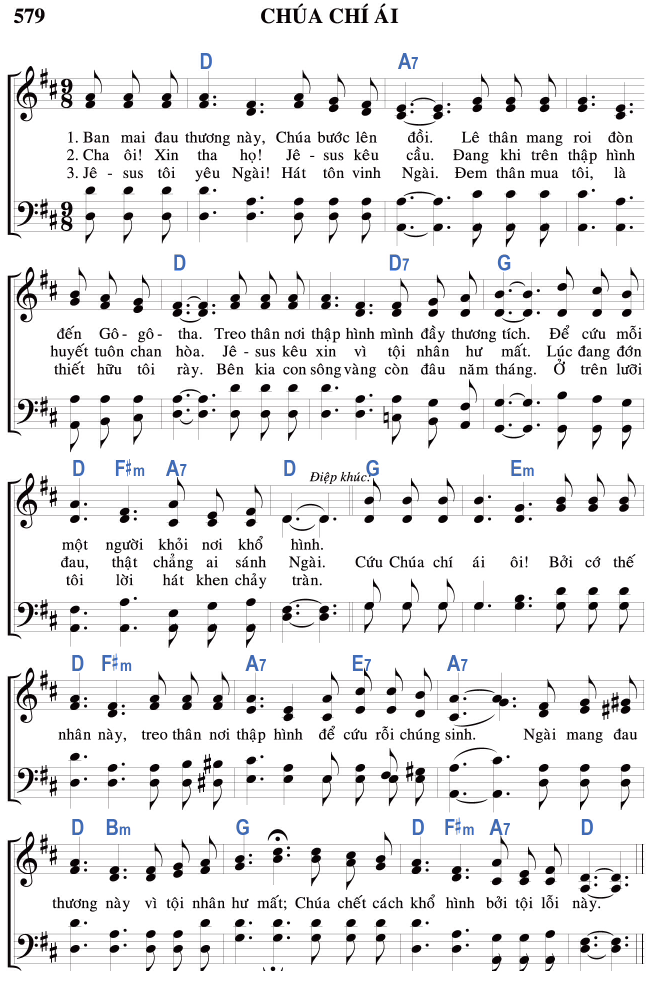 579 CHÚA CHÍ ÁI
D A7
9 8
1. Ban mai đau thương này, Chúa bước lên đồi. Lê thân mang roi đòn
2. Cha ôi! Xin tha họ! Jê - sus kêu cầu. Đang khi trên thập hình
3. Jê - sus tôi yêu Ngài! Hát tôn vinh Ngài. Đem thân mua tôi, là
9 8
D D7 G
đến Gô - gô - tha. Treo thân nơi thập hình mình đầy thương tích. Để cứu mỗi
huyết tuôn chan hòa. Jê - sus kêu xin vì tội nhân hư mất. Lúc đang đớn
thiết hữu tôi rày. Bên kia con sông vàng còn đâu năm tháng. Ở trên lưỡi
D F#m A7 D Điệp khúc: G Em
một người khỏi nơi khổ hình.
đau, thật chẳng ai sánh Ngài. Cứu Chúa chí ái ôi! Bởi cớ thế
tôi lời hát khen chảy tràn.
D F#m A7 E7 A7
nhân này, treo thân nơi thập hình để cứu rỗi chúng sinh. Ngài mang đau
D Bm G D F#m A7 D
thương này vì tội nhân hư mất; Chúa chết cách khổ hình bởi tội lỗi này.